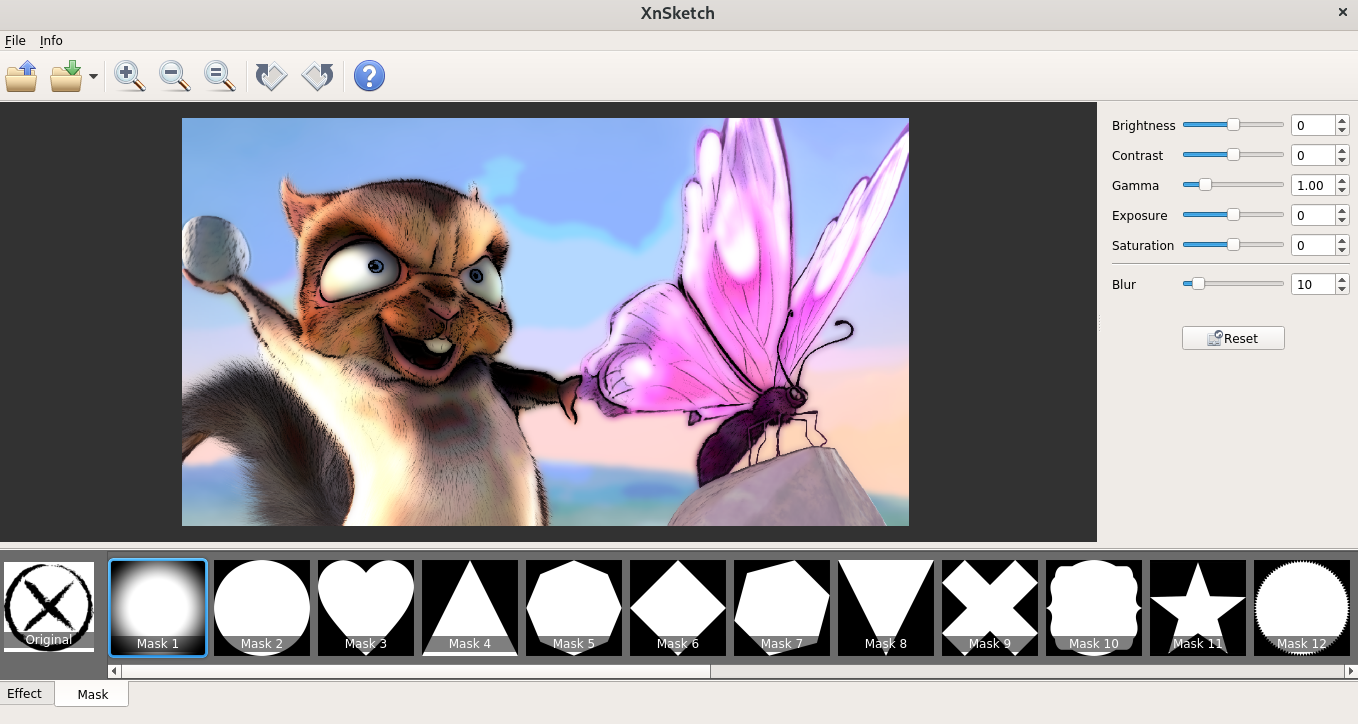 XnSketch
File Info
Brightness 0
Contrast 0
Gamma 1.00
Exposure 0
Saturation 0
Blur 10
Reset
Original Mask 1 Mask 2 Mask 3 Mask 4 Mask 5 Mask 6 Mask 7 Mask 8 Mask 9 Mask 10 Mask 11 Mask 12
Effect Mask